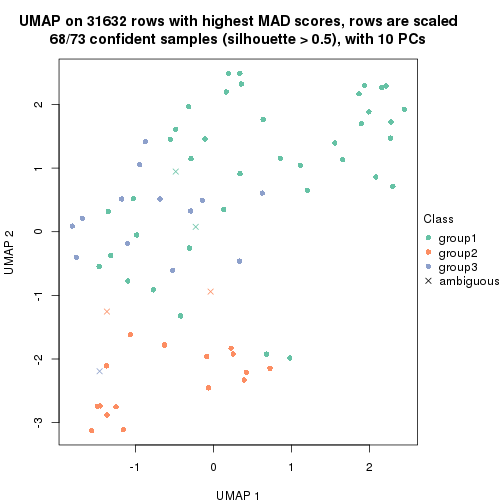 UMAP on 31632 rows with highest MAD scores, rows are scaled
68/73 confident samples (silhouette > 0.5), with 10 PCs
UMAP 2
2
1
0
-1
-2
-3
-1
0
1
2
UMAP 1
Class
group1
group2
group3
ambiguous